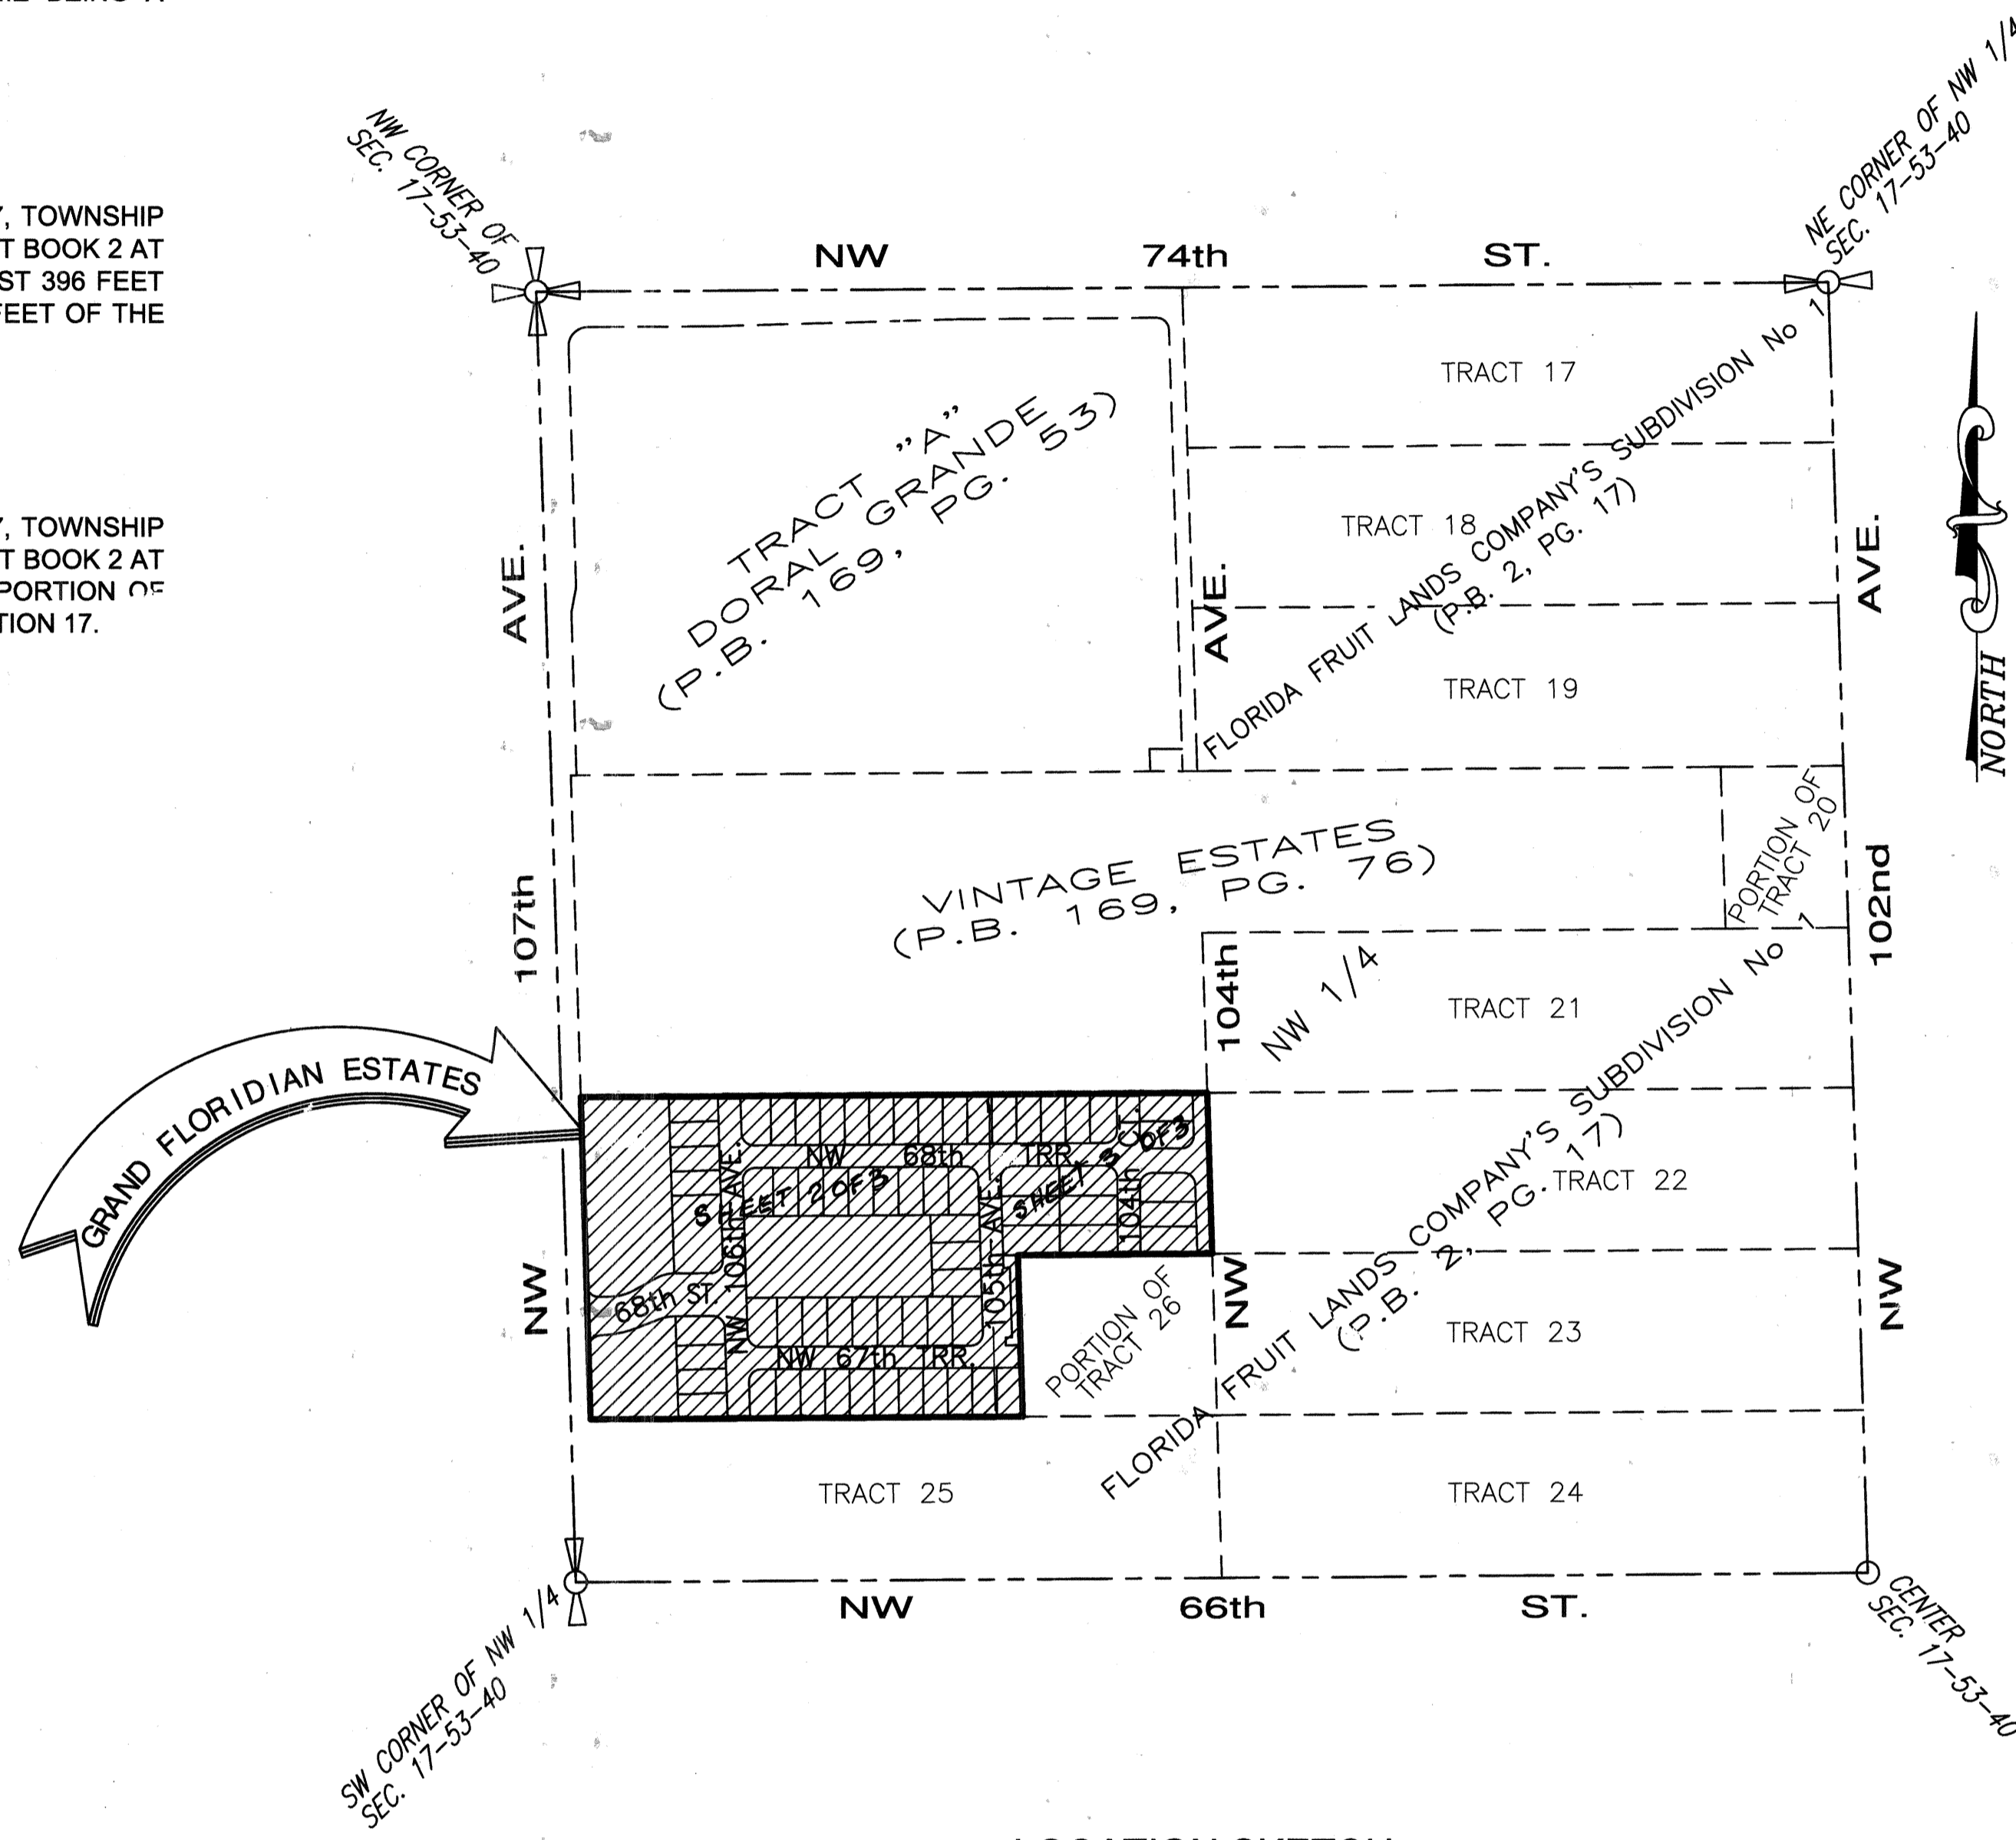 , TOWNSHIP
T BOOK 2 AT
ST 396 FEET
FEET OF THE
, TOWNSHIP
T BOOK 2 AT
PORTION OF
TION 17.
NW CORNER OF
SEC. 17-53-40
NE CORNER OF NW 1/4
SEC. 17-53-40
NW 74th ST.
TRACT 17
TRACT "A"
DORAL GRANDE
(P.B. 169, PG. 53)
TRACT 18
FLORIDA FRUIT LANDS COMPANY'S SUBDIVISION No 1
(P.B. 2, PG. 17)
TRACT 19
NORTH
NW 107th AVE.
NW 104th AVE.
NW 102nd AVE.
VINTAGE ESTATES
(P.B. 169, PG. 76)
PORTION OF
TRACT 20
NW 1/4
TRACT 21
GRAND FLORIDIAN ESTATES
NW 68th TRR.
SHEET 2 OF 3
SHEET 3 OF 3
NW 106th AVE.
105th AVE.
104th
68th ST.
NW 67th TRR.
TRACT 22
FLORIDA FRUIT LANDS COMPANY'S SUBDIVISION No 1
(P.B. 2, PG. 17)
PORTION OF
TRACT 26
TRACT 23
TRACT 25
TRACT 24
NW 66th ST.
SW CORNER OF NW 1/4
SEC. 17-53-40
CENTER
SEC. 17-53-40